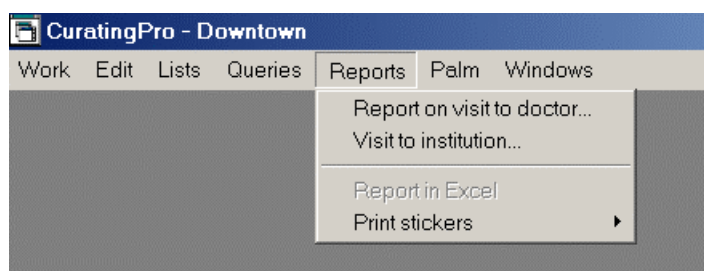 CuratingPro - Downtown
Work Edit Lists Queries Reports Palm Windows
Report on visit to doctor...
Visit to institution...
Report in Excel
Print stickers